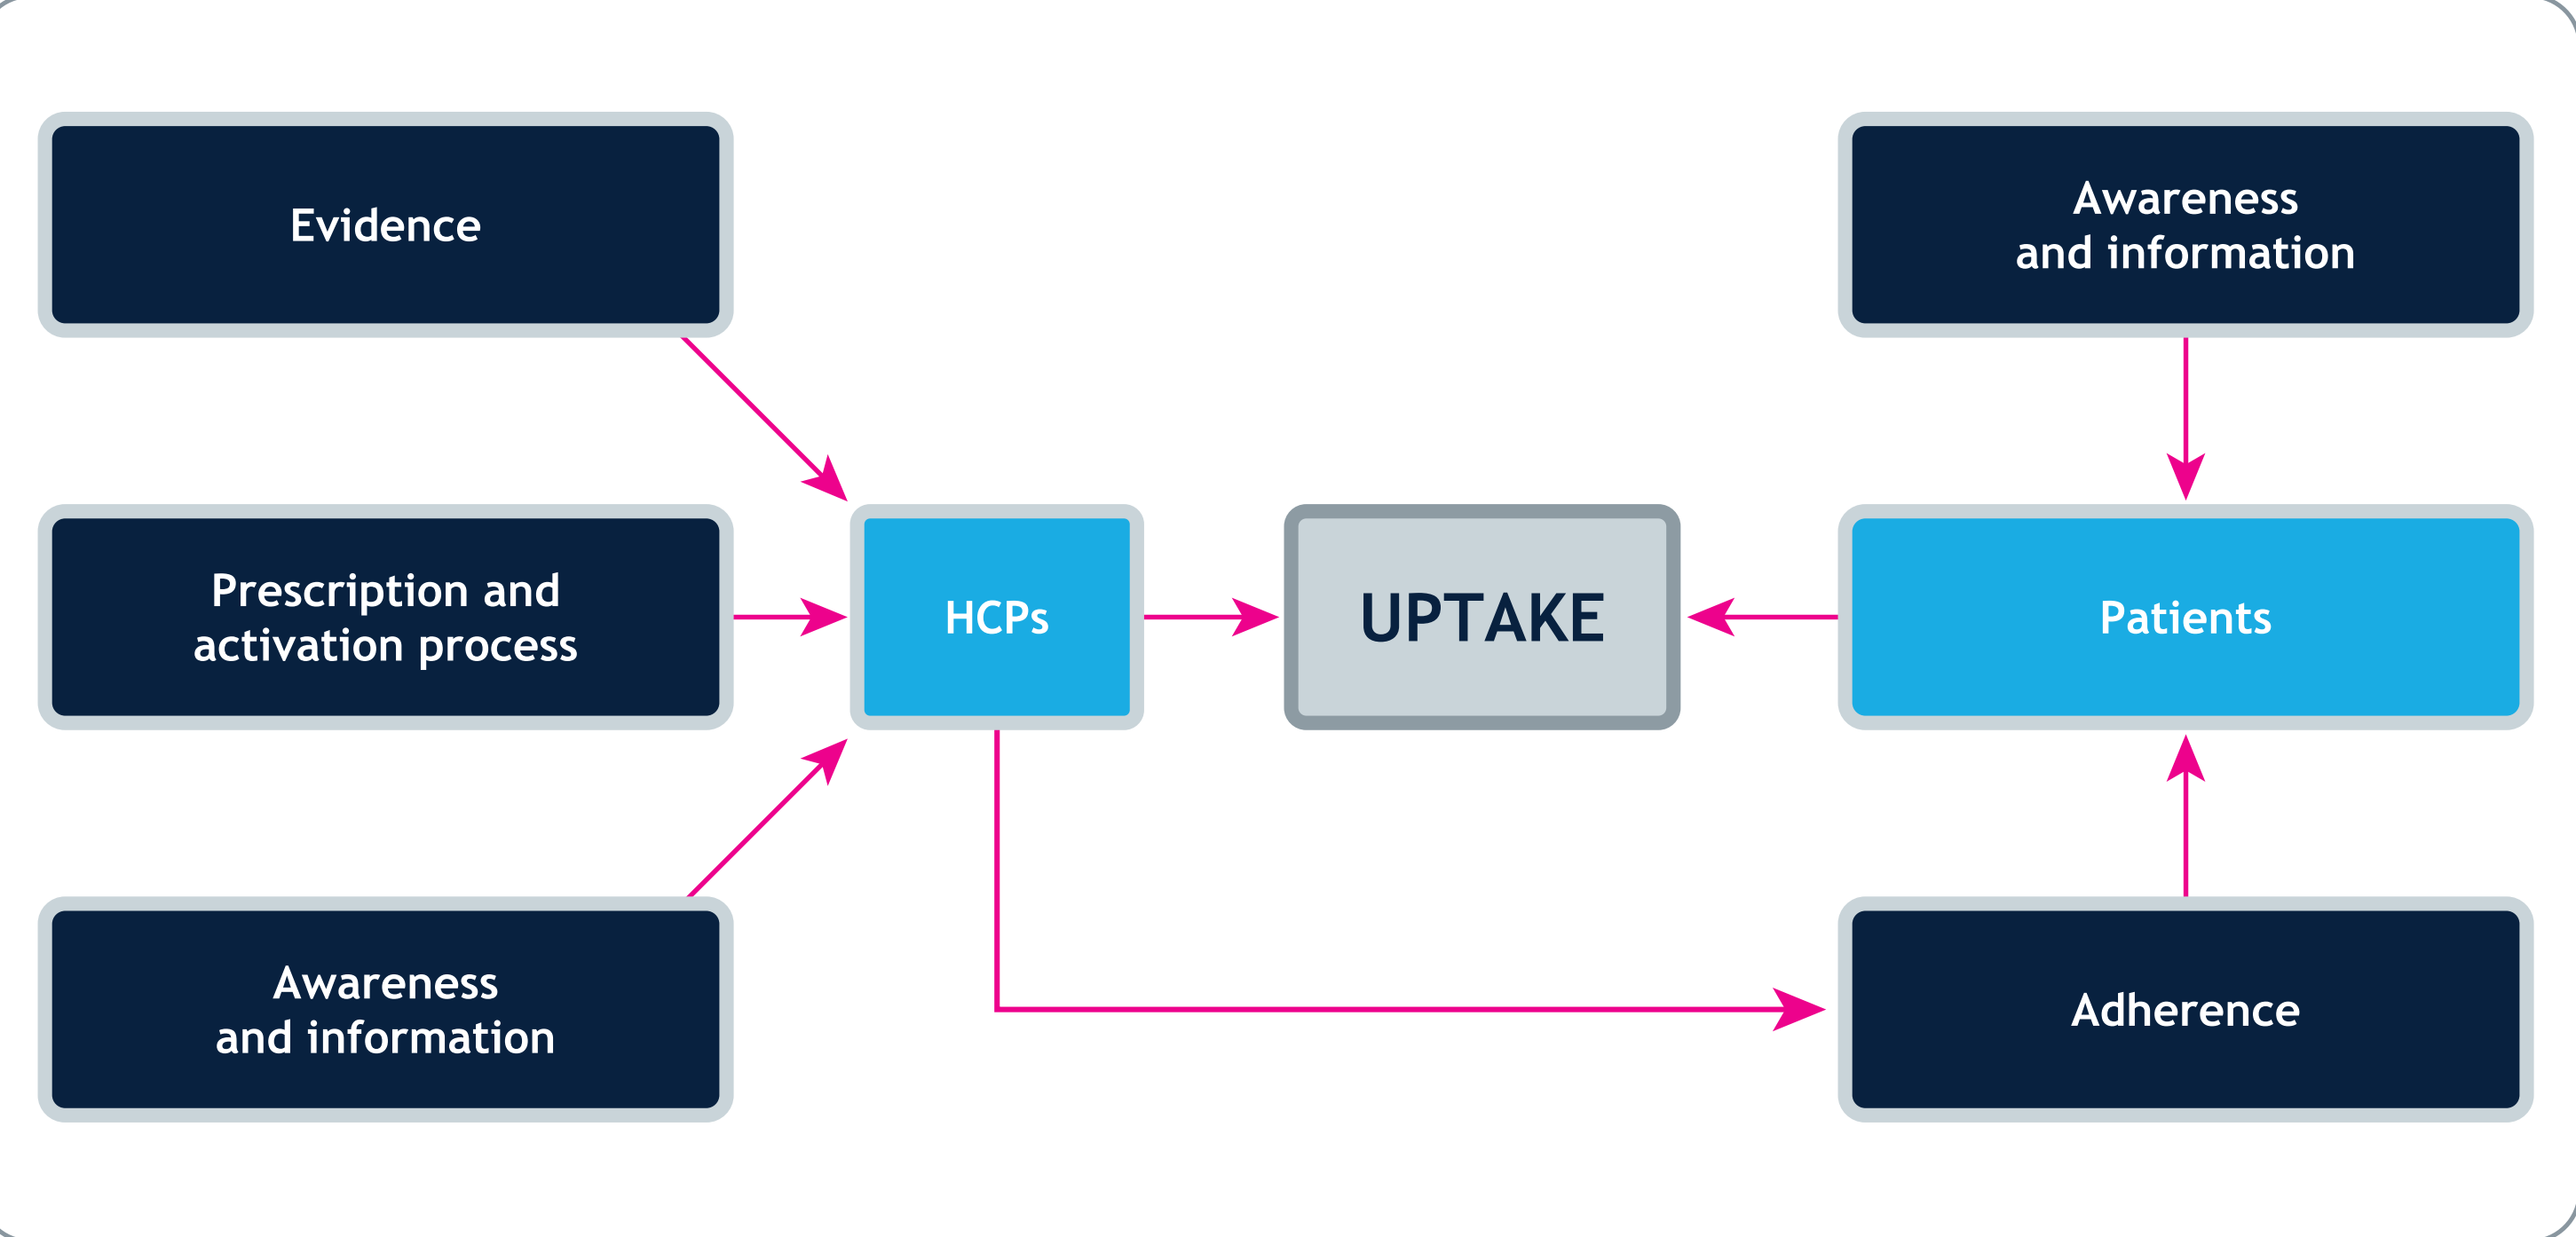 Evidence
Awareness
and information
Prescription and
activation process
HCPs
UPTAKE
Patients
Awareness
and information
Adherence